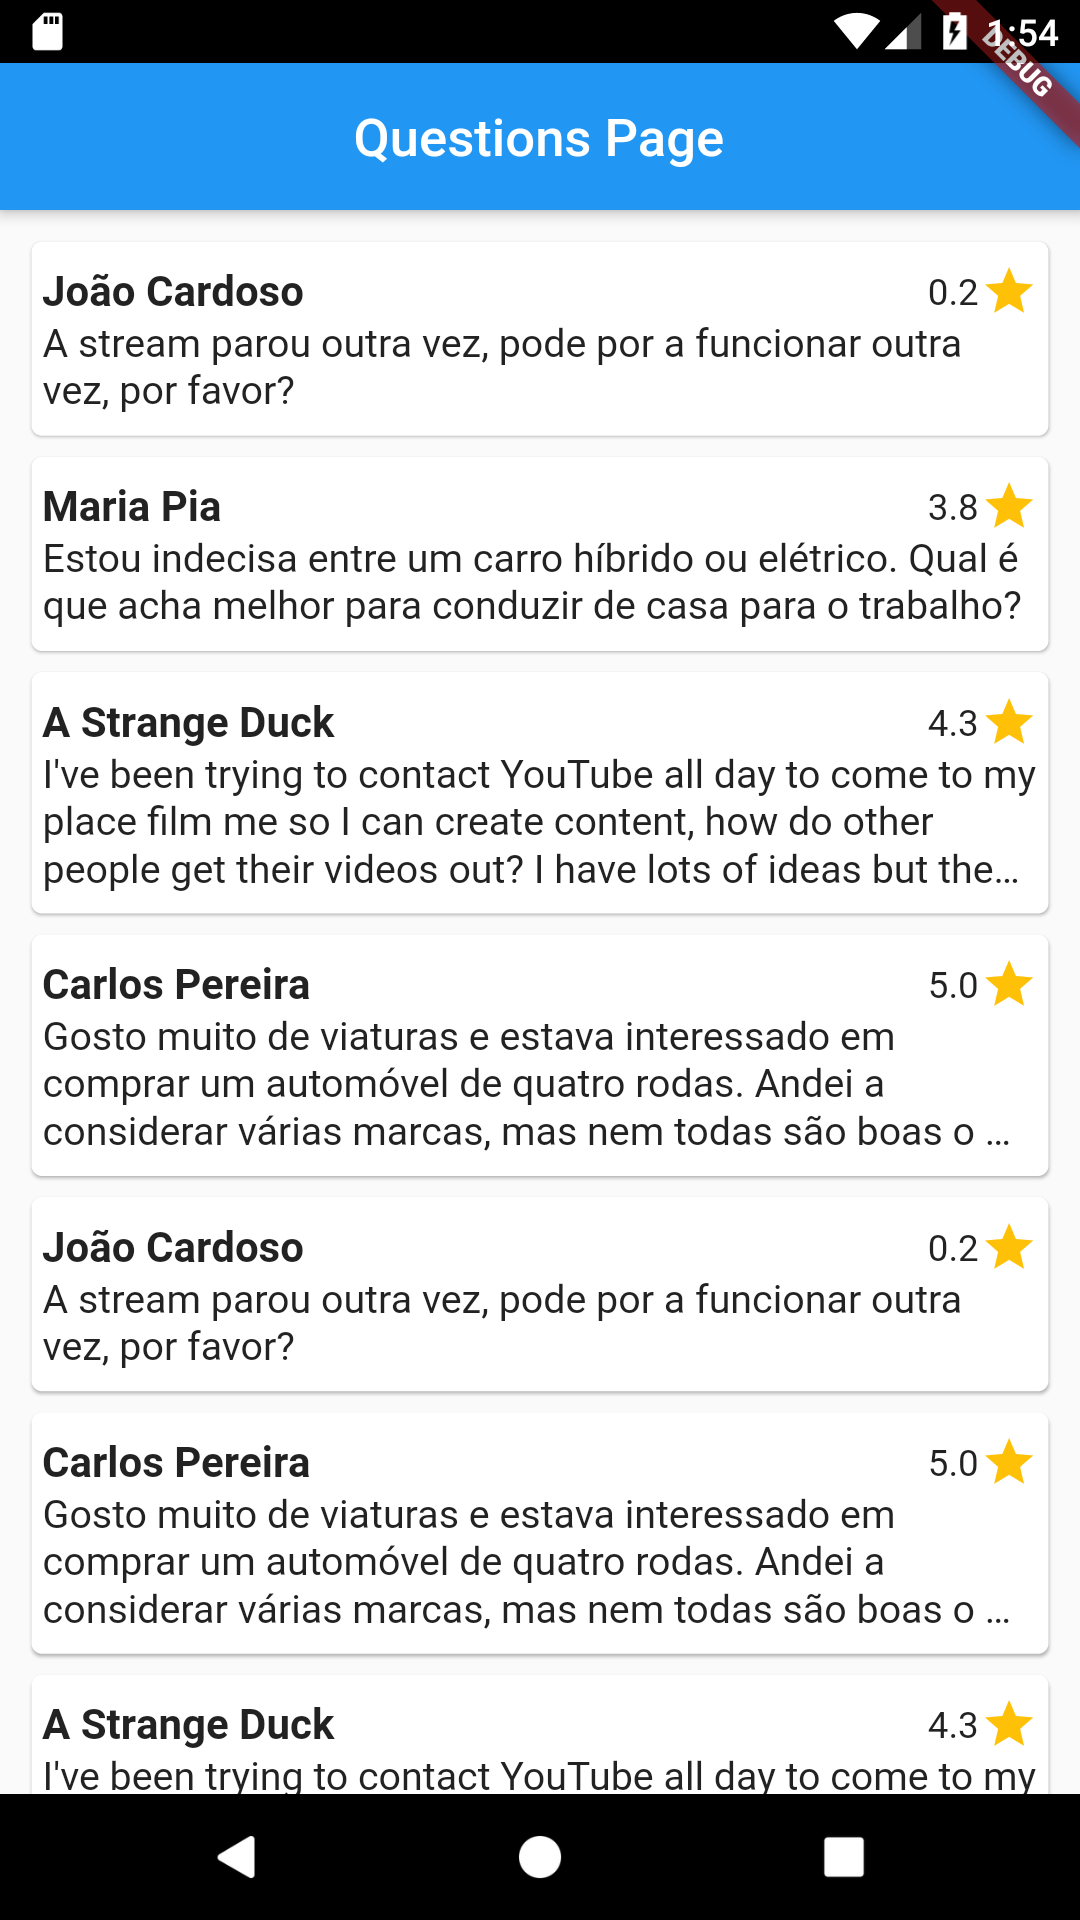 1:54
DEBUG
Questions Page
João Cardoso 0.2
A stream parou outra vez, pode por a funcionar outra
vez, por favor?
Maria Pia 3.8
Estou indecisa entre um carro híbrido ou elétrico. Qual é
que acha melhor para conduzir de casa para o trabalho?
A Strange Duck 4.3
I've been trying to contact YouTube all day to come to my
place film me so I can create content, how do other
people get their videos out? I have lots of ideas but the…
Carlos Pereira 5.0
Gosto muito de viaturas e estava interessado em
comprar um automóvel de quatro rodas. Andei a
considerar várias marcas, mas nem todas são boas o …
João Cardoso 0.2
A stream parou outra vez, pode por a funcionar outra
vez, por favor?
Carlos Pereira 5.0
Gosto muito de viaturas e estava interessado em
comprar um automóvel de quatro rodas. Andei a
considerar várias marcas, mas nem todas são boas o …
A Strange Duck 4.3
I've been trying to contact YouTube all day to come to my